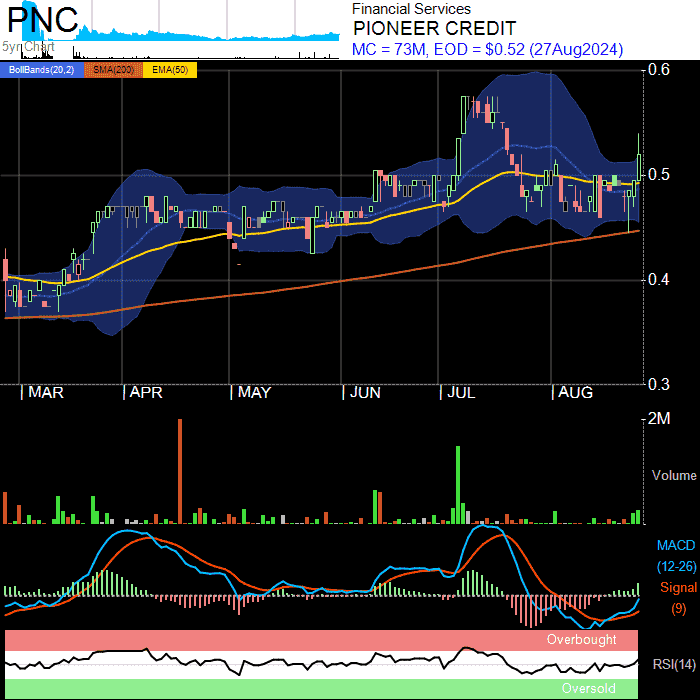 PNC
5yr Chart
Financial Services
PIONEER CREDIT
MC = 73M, EOD = $0.52 (27Aug2024)
BollBands(20,2) SMA(200) EMA(50)
0.6
0.5
0.4
0.3
MAR APR MAY JUN JUL AUG
2M
Volume
MACD
(12-26)
Signal
(9)
Overbought
RSI(14)
Oversold